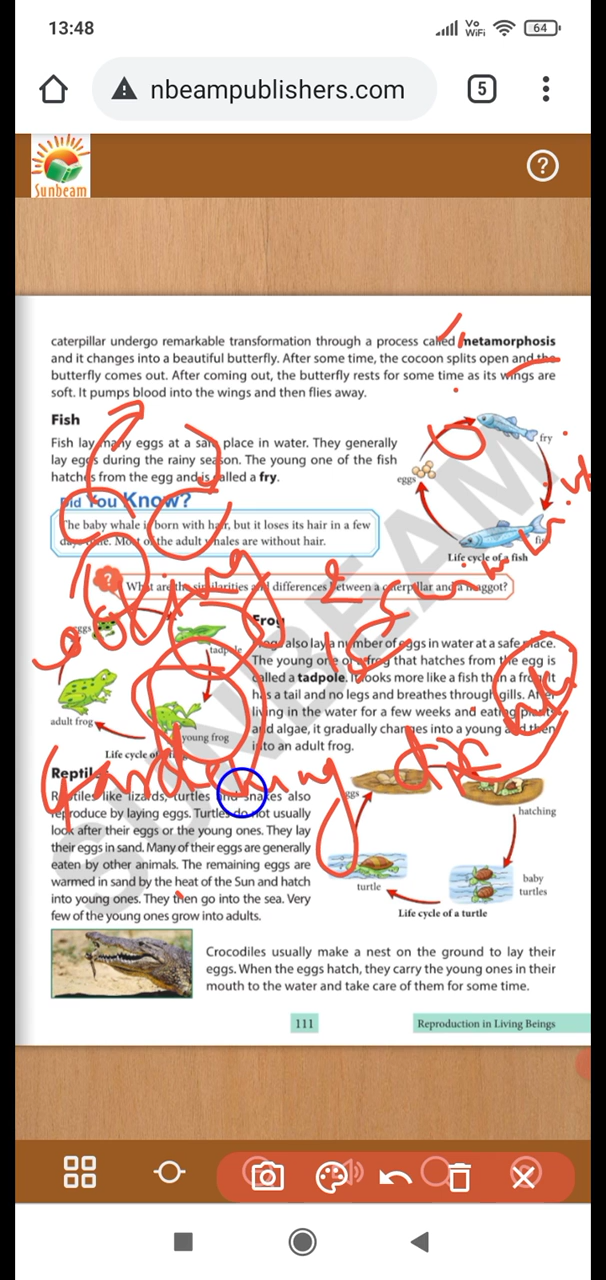 13:48
Vo
WiFi
64
nbeampublishers.com
5
Sunbeam
caterpillar undergo remarkable transformation through a process called metamorphosis
and it changes into a beautiful butterfly. After some time, the cocoon splits open and the
butterfly comes out. After coming out, the butterfly rests for some time as its wings are
soft. It pumps blood into the wings and then flies away.
Fish
Fish lay many eggs at a safe place in water. They generally
lay eggs during the rainy season. The young one of the fish
hatches from the egg and is called a fry.
eggs
fry
Life cycle of a fish
Did You Know?
The baby whale is born with hair, but it loses its hair in a few
days time. Most of the adult whales are without hair.
? What are the similarities and differences between a caterpillar and a maggot?
eggs
tadpole
young frog
adult frog
Life cycle of
Frog
also lay a number of eggs in water at a safe place.
The young one of a frog that hatches from the egg is
called a tadpole. It looks more like a fish than a frog. It
has a tail and no legs and breathes through gills. After
living in the water for a few weeks and eating plants
and algae, it gradually changes into a young and then
into an adult frog.
Reptiles
Reptiles like lizards, turtles and snakes also
reproduce by laying eggs. Turtles do not usually
look after their eggs or the young ones. They lay
their eggs in sand. Many of their eggs are generally
eaten by other animals. The remaining eggs are
warmed in sand by the heat of the Sun and hatch
into young ones. They then go into the sea. Very
few of the young ones grow into adults.
eggs
hatching
baby
turtles
turtle
Life cycle of a turtle
Crocodiles usually make a nest on the ground to lay their
eggs. When the eggs hatch, they carry the young ones in their
mouth to the water and take care of them for some time.
111
Reproduction in Living Beings
SUNBEAM